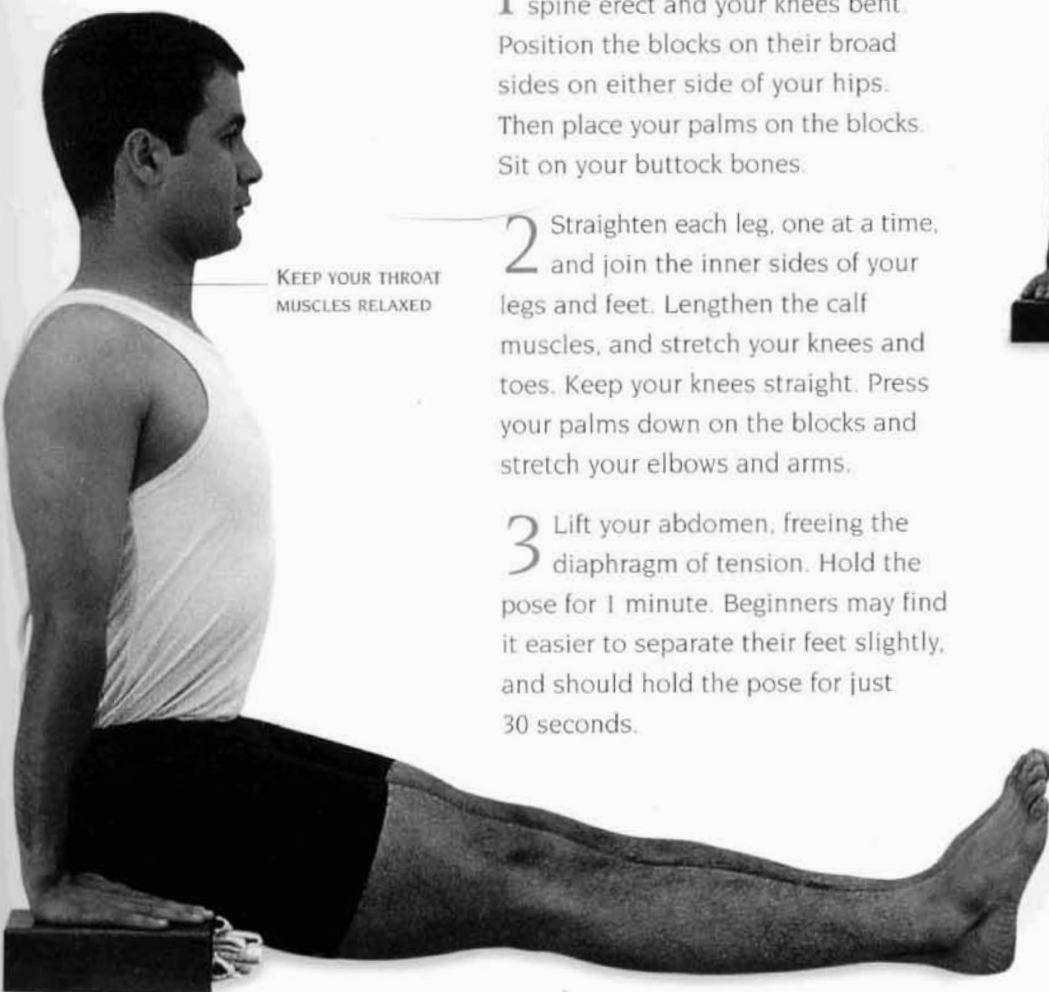 1 spine erect and your knees bent.
Position the blocks on their broad
sides on either side of your hips.
Then place your palms on the blocks.
Sit on your buttock bones.
2 Straighten each leg, one at a time,
and join the inner sides of your
legs and feet. Lengthen the calf
muscles, and stretch your knees and
toes. Keep your knees straight. Press
your palms down on the blocks and
stretch your elbows and arms.
3 Lift your abdomen, freeing the
diaphragm of tension. Hold the
pose for 1 minute. Beginners may find
it easier to separate their feet slightly,
and should hold the pose for just
30 seconds.
KEEP YOUR THROAT
MUSCLES RELAXED